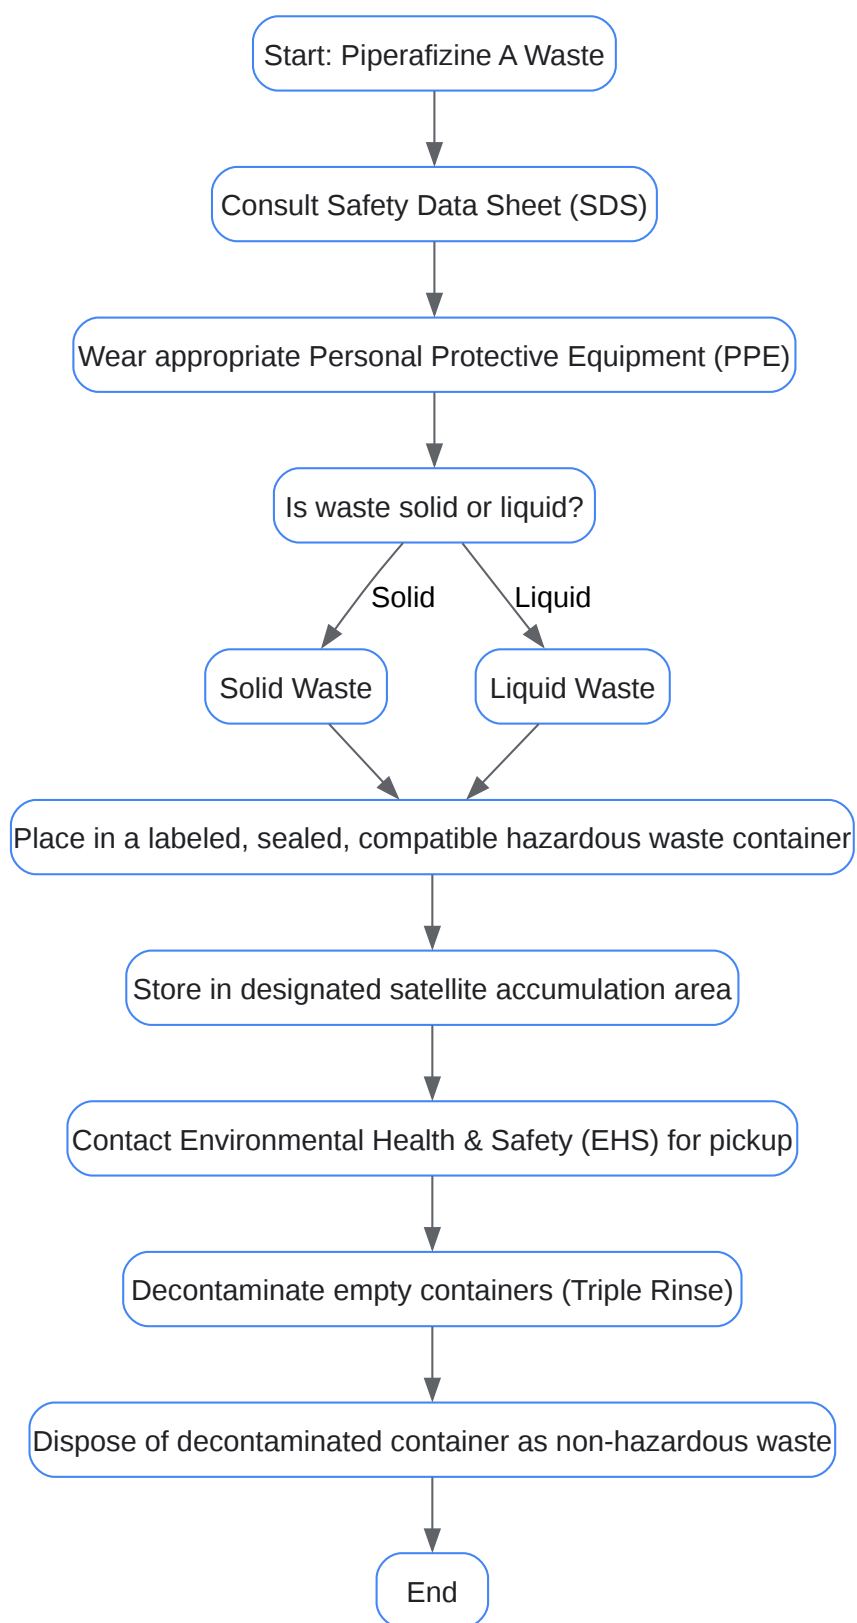 Start: Piperafizine A Waste
Consult Safety Data Sheet (SDS)
Wear appropriate Personal Protective Equipment (PPE)
Is waste solid or liquid?
Solid
Liquid
Solid Waste
Liquid Waste
Place in a labeled, sealed, compatible hazardous waste container
Store in designated satellite accumulation area
Contact Environmental Health & Safety (EHS) for pickup
Decontaminate empty containers (Triple Rinse)
Dispose of decontaminated container as non-hazardous waste
End